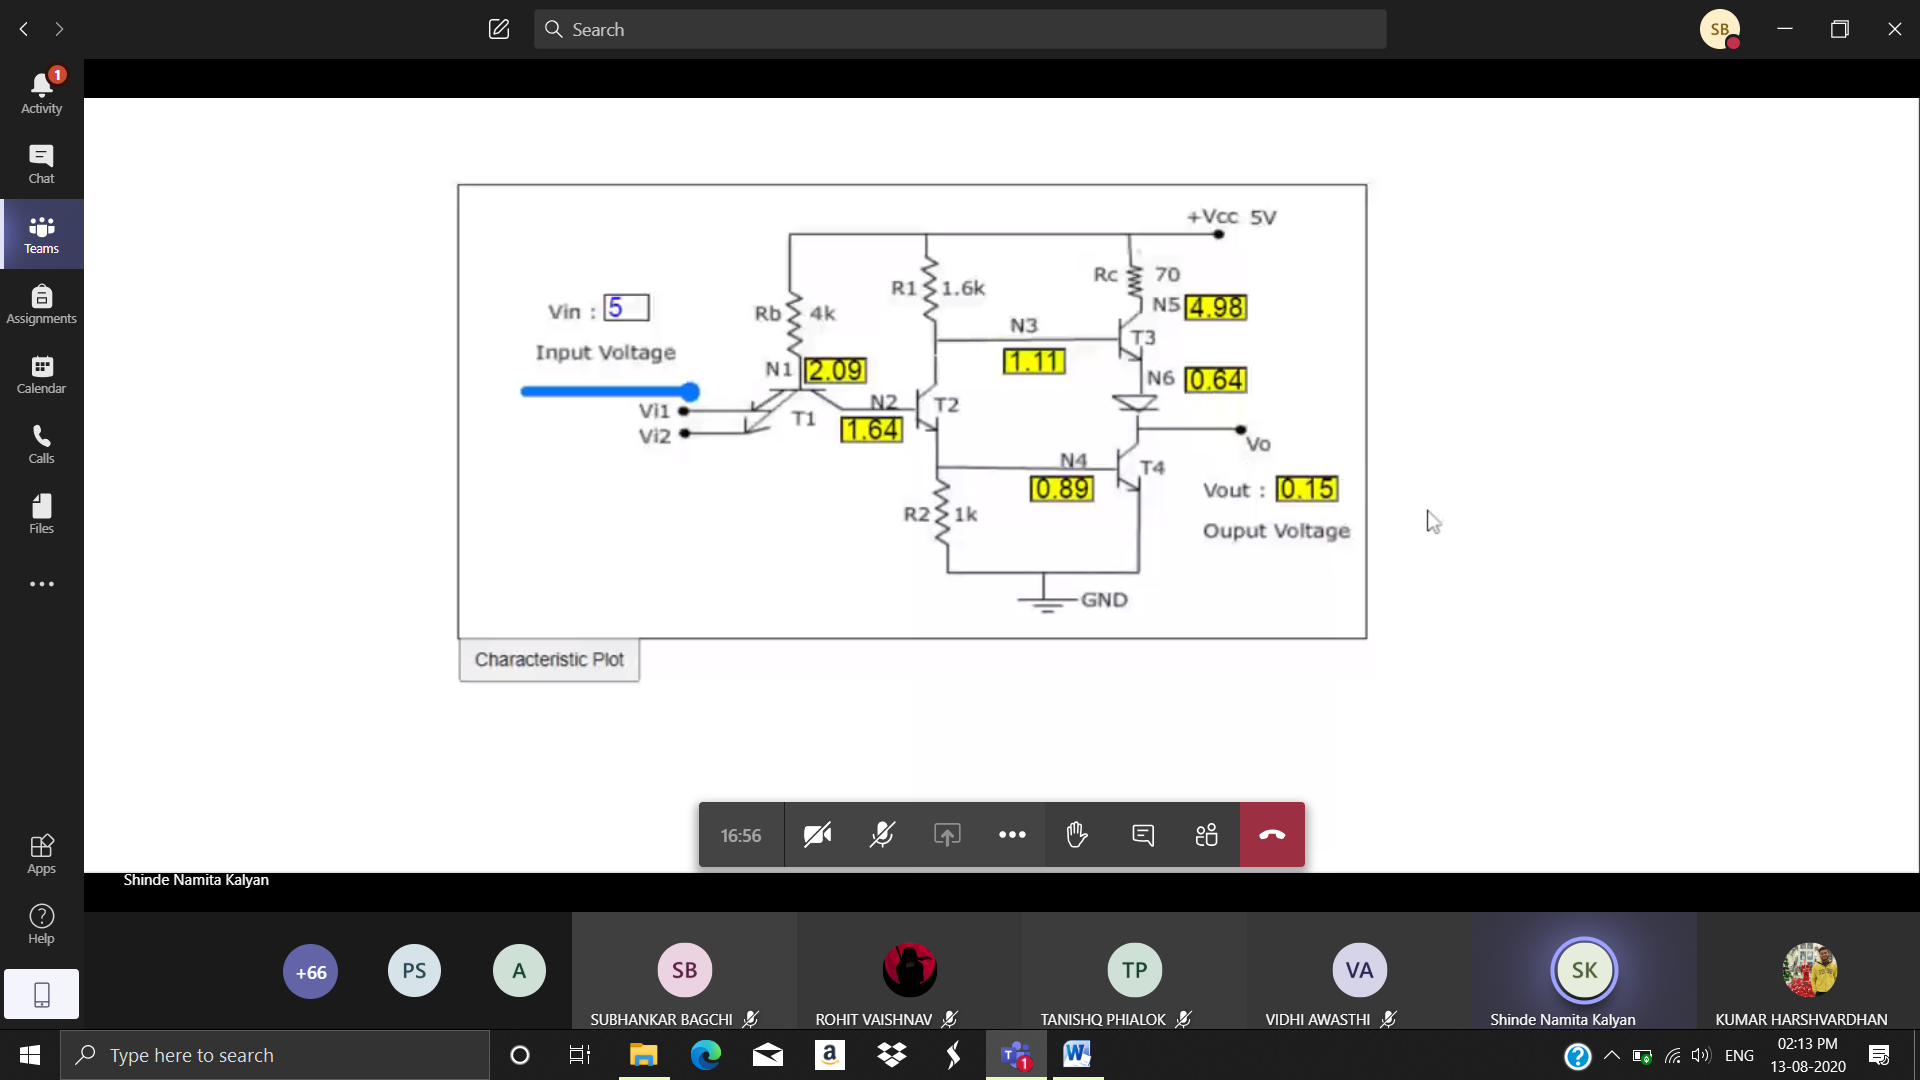 Search
SB
1
Activity
Chat
Teams
Assignments
Calendar
Calls
Files
Apps
Help
+Vcc 5V
Rc 70
R1 1.6k
N5 4.98
Vin : 5
Rb 4k
N3
T3
1.11
Input Voltage
N1 2.09
N6 0.64
N2
T2
Vi1
T1
1.64
Vi2
Vo
N4
T4
0.89
Vout : 0.15
R2 1k
Ouput Voltage
GND
Characteristic Plot
16:56
Shinde Namita Kalyan
+66
PS
A
SB
TP
VA
SK
SUBHANKAR BAGCHI
ROHIT VAISHNAV
TANISHQ PHIALOK
VIDHI AWASTHI
Shinde Namita Kalyan
KUMAR HARSHVARDHAN
Type here to search
a
T
1
W
?
ENG
02:13 PM
13-08-2020